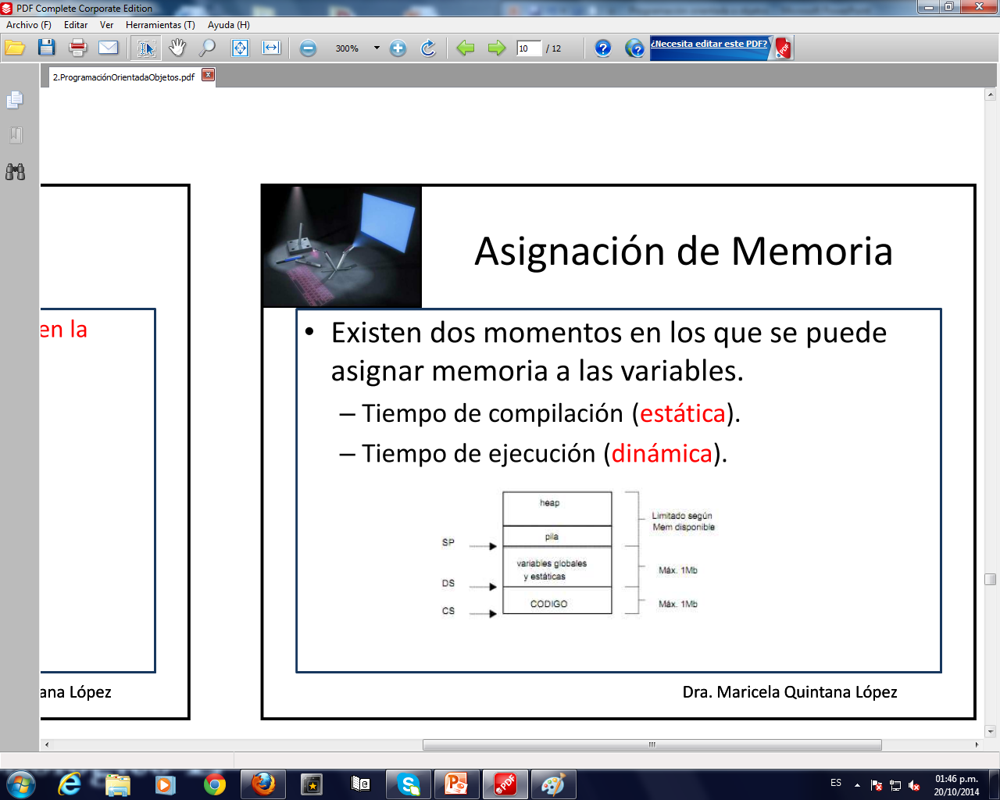 PDF Complete Corporate Edition
Archivo (F) Editar Ver Herramientas (T) Ayuda (H)
300% 10 / 12 ¿Necesita editar este PDF?
2.ProgramaciónOrientadaObjetos.pdf
en la
ana López
Asignación de Memoria
• Existen dos momentos en los que se puede
asignar memoria a las variables.
– Tiempo de compilación (estática).
– Tiempo de ejecución (dinámica).
heap
pila
variables globales
y estáticas
CODIGO
SP
DS
CS
Limitado según
Mem disponible
Máx. 1Mb
Máx. 1Mb
Dra. Maricela Quintana López
ES
01:46 p.m.
20/10/2014